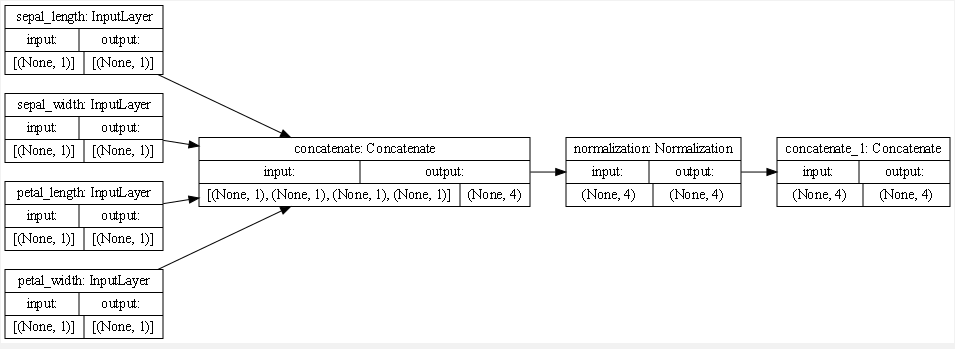 sepal_length: InputLayer
input: output:
[(None, 1)] [(None, 1)]
sepal_width: InputLayer
input: output:
[(None, 1)] [(None, 1)]
petal_length: InputLayer
input: output:
[(None, 1)] [(None, 1)]
petal_width: InputLayer
input: output:
[(None, 1)] [(None, 1)]
concatenate: Concatenate
input: output:
[(None, 1), (None, 1), (None, 1), (None, 1)] (None, 4)
normalization: Normalization
input: output:
(None, 4) (None, 4)
concatenate_1: Concatenate
input: output:
(None, 4) (None, 4)